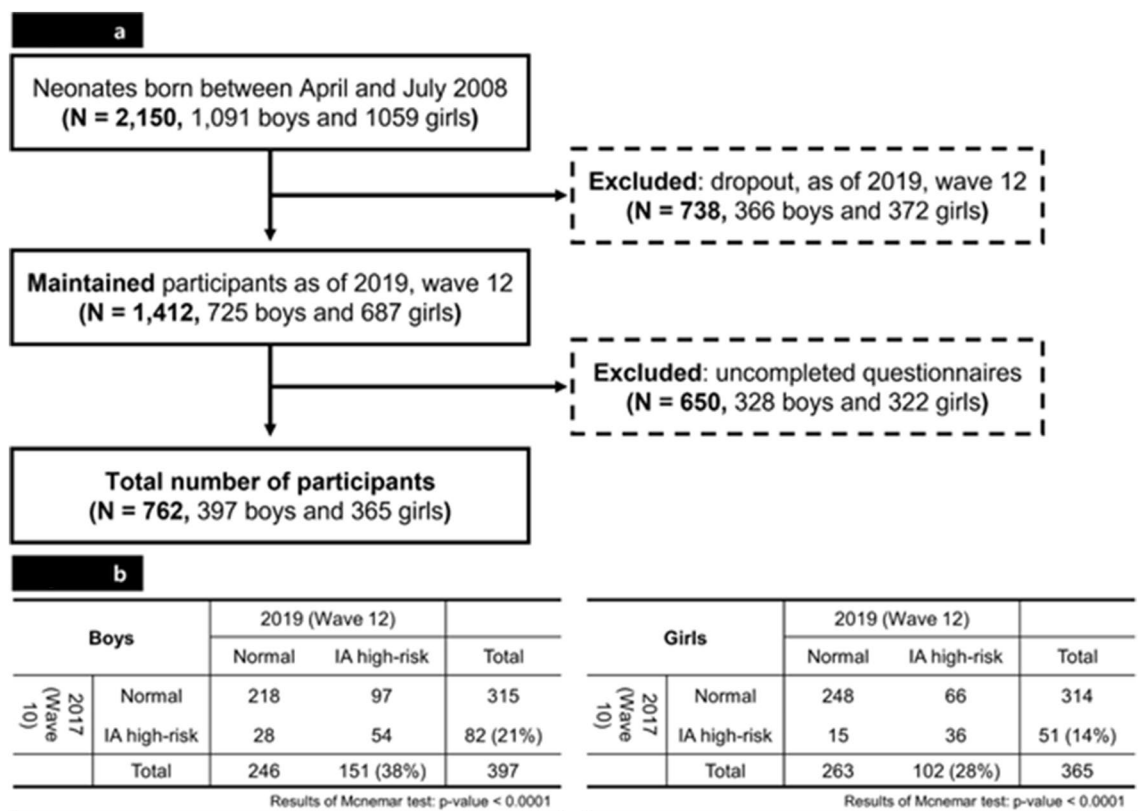 a
Neonates born between April and July 2008
(N = 2,150, 1,091 boys and 1059 girls)
Excluded: dropout, as of 2019, wave 12
(N = 738, 366 boys and 372 girls)
Maintained participants as of 2019, wave 12
(N = 1,412, 725 boys and 687 girls)
Excluded: uncompleted questionnaires
(N = 650, 328 boys and 322 girls)
Total number of participants
(N = 762, 397 boys and 365 girls)
b
Boys
2019 (Wave 12)
Normal IA high-risk Total
2017
(Wave
10)
Normal 218 97 315
IA high-risk 28 54 82 (21%)
Total 246 151 (38%) 397
Results of Mcnemar test: p-value < 0.0001
Girls
2019 (Wave 12)
Normal IA high-risk Total
2017
(Wave
10)
Normal 248 66 314
IA high-risk 15 36 51 (14%)
Total 263 102 (28%) 365
Results of Mcnemar test: p-value < 0.0001